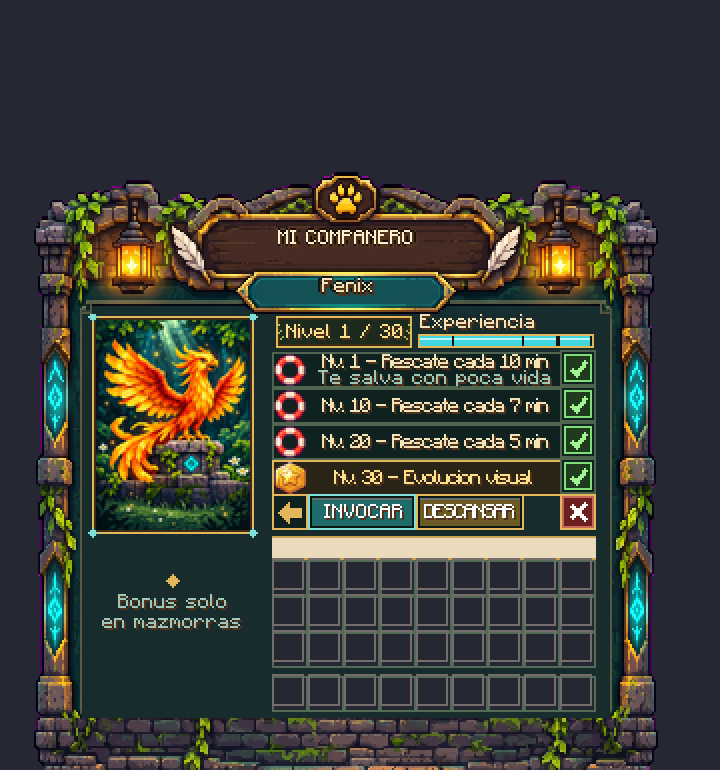 MI COMPANERO
Fenix
Nivel 1 / 30
Experiencia
Nv. 1 - Rescate cada 10 min
Te salva con poca vida
Nv. 10 - Rescate cada 7 min
Nv. 20 - Rescate cada 5 min
Nv. 30 - Evolucion visual
INVOCAR
DESCANSAR
Bonus solo
en mazmorras